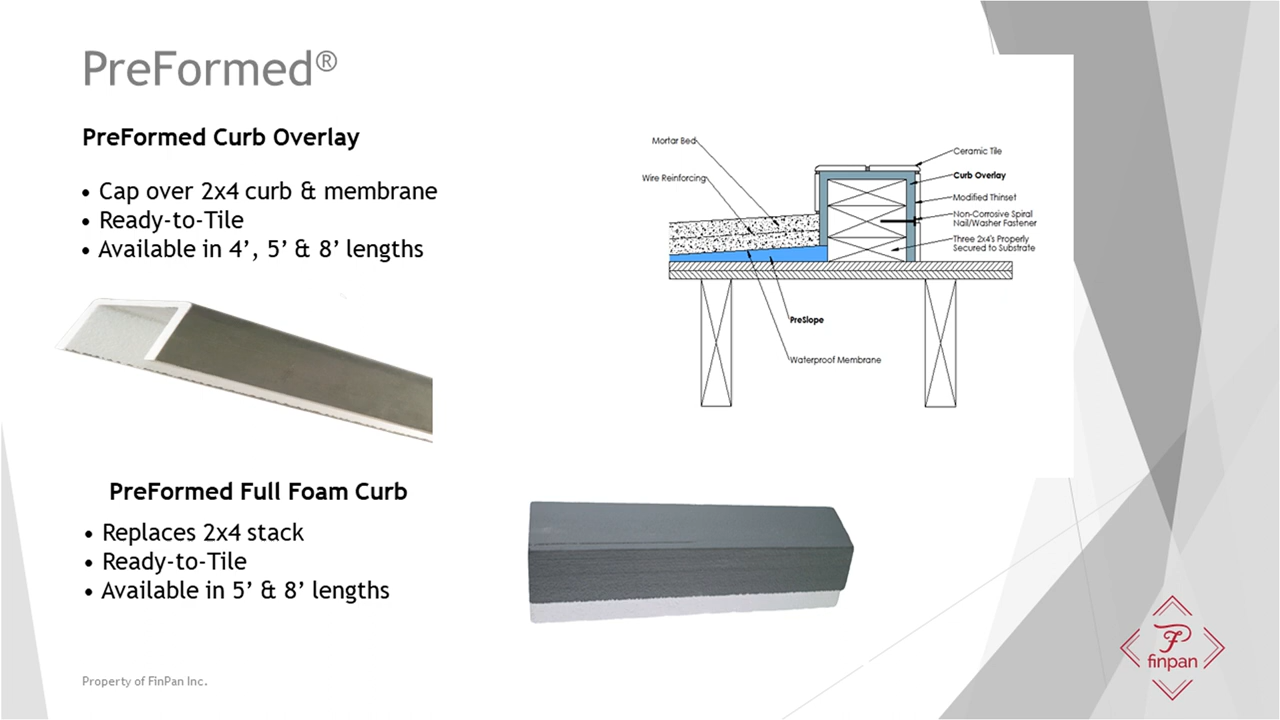 PreFormed®
PreFormed Curb Overlay
• Cap over 2x4 curb & membrane
• Ready-to-Tile
• Available in 4’, 5’ & 8’ lengths
Mortar Bed
Wire Reinforcing
Ceramic Tile
Curb Overlay
Modified Thinset
Non-Corrosive Spiral
Nail/Washer Fastener
Three 2x4's Properly
Secured to Substrate
PreSlope
Waterproof Membrane
PreFormed Full Foam Curb
• Replaces 2x4 stack
• Ready-to-Tile
• Available in 5’ & 8’ lengths
finpan
Property of FinPan Inc.